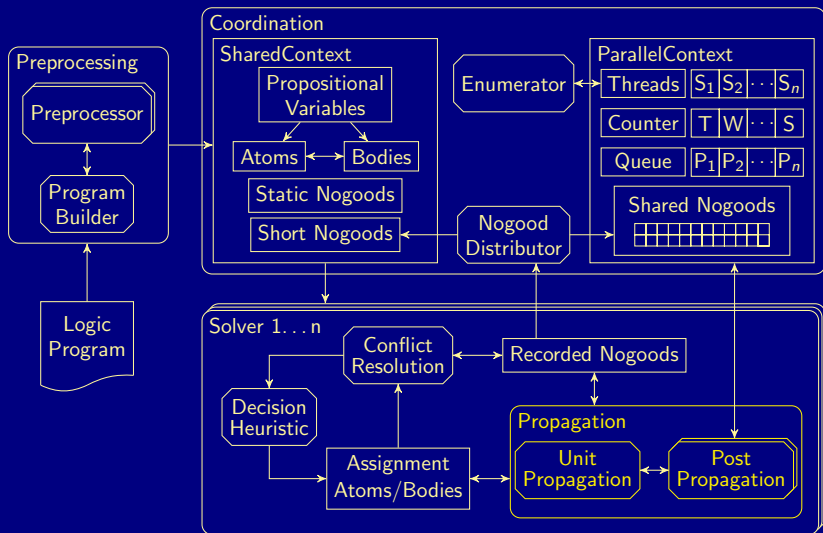 Coordination
Preprocessing
Preprocessor
Program
Builder
Logic
Program
SharedContext
Propositional
Variables
Atoms
Bodies
Static Nogoods
Short Nogoods
Enumerator
Nogood
Distributor
ParallelContext
Threads S₁ S₂ ··· Sₙ
Counter T W ··· S
Queue P₁ P₂ ··· Pₙ
Shared Nogoods
Solver 1...n
Conflict
Resolution
Recorded Nogoods
Decision
Heuristic
Assignment
Atoms/Bodies
Propagation
Unit
Propagation
Post
Propagation